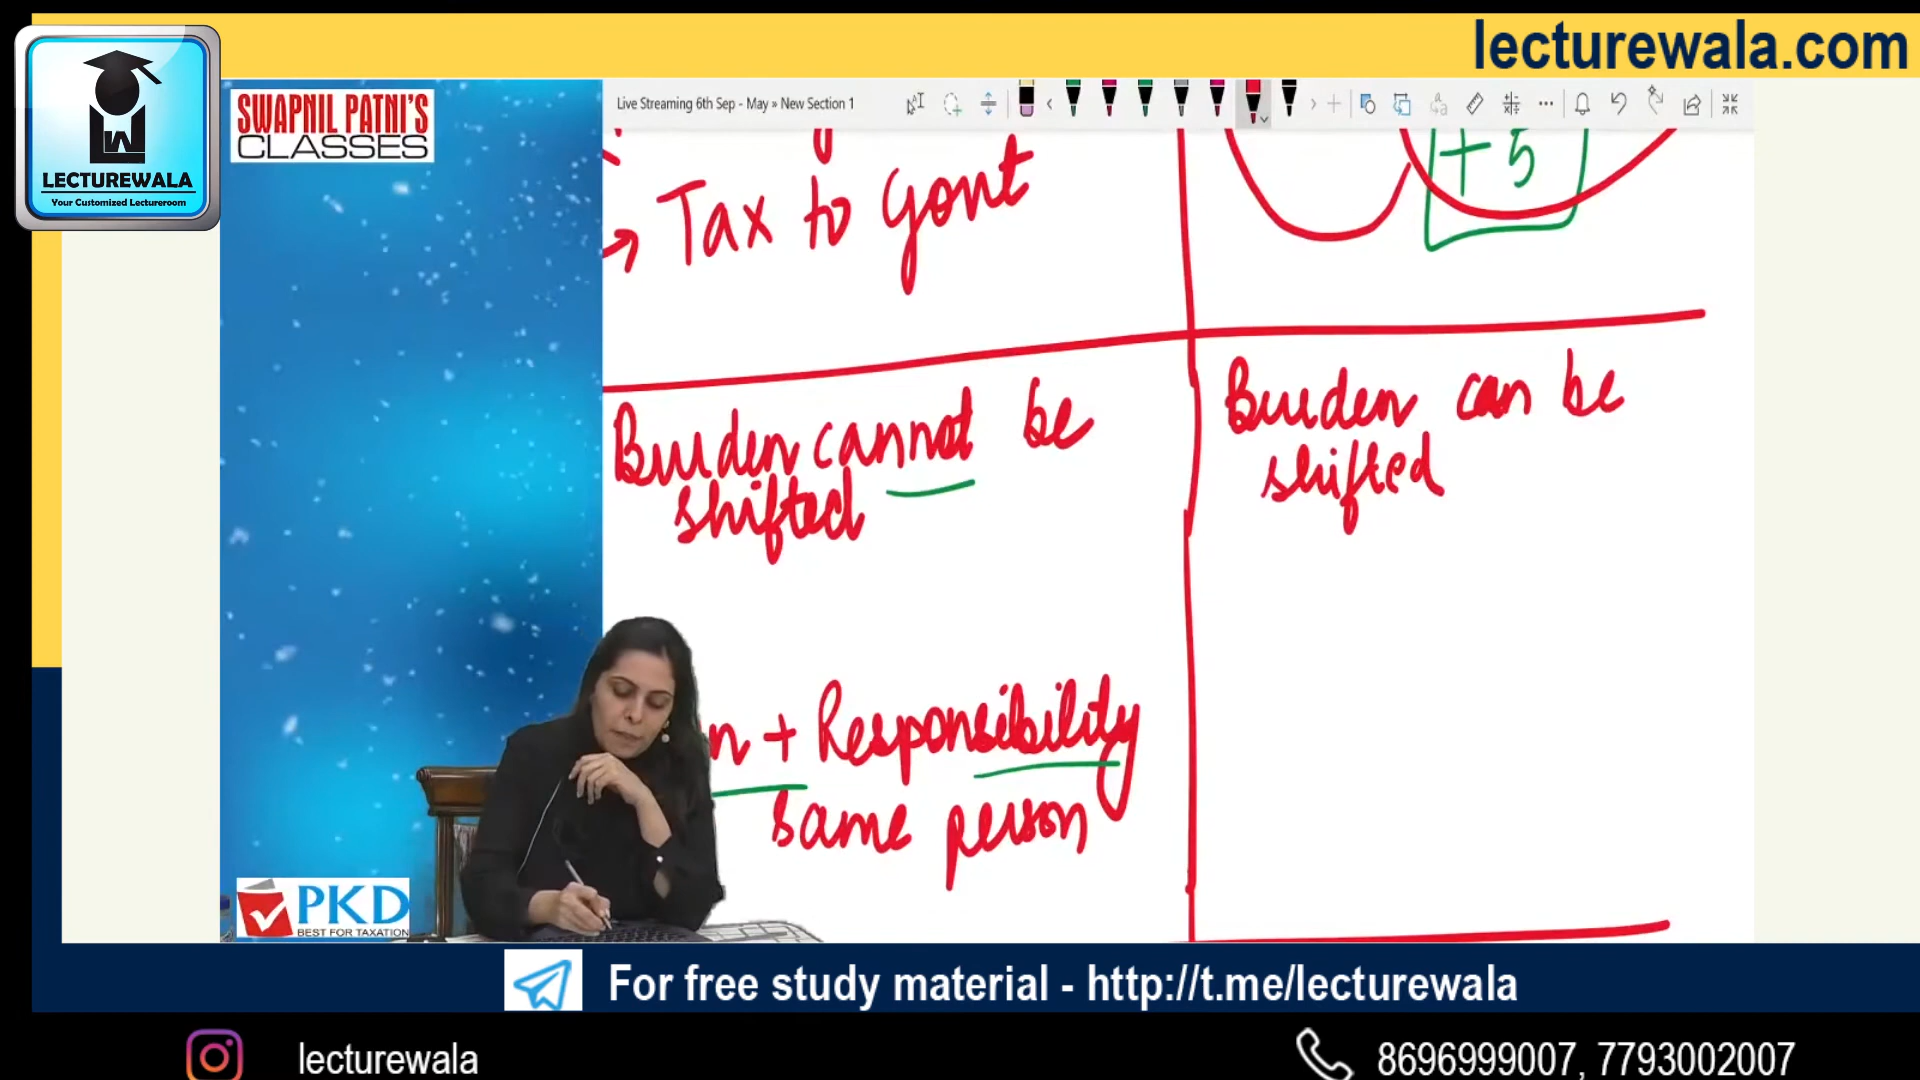 lecturewala.com
SWAPNIL PATNI'S
CLASSES
LW
LECTUREWALA
Your Customized Lectureroom
Live Streaming 6th Sep - May » New Section 1
+ 5
→ Tax to Govt
Burden cannot be
shifted
Burden can be
shifted
n + Responsibility
same person
PKD
BEST FOR TAXATION
For free study material - http://t.me/lecturewala
lecturewala
8696999007, 7793002007